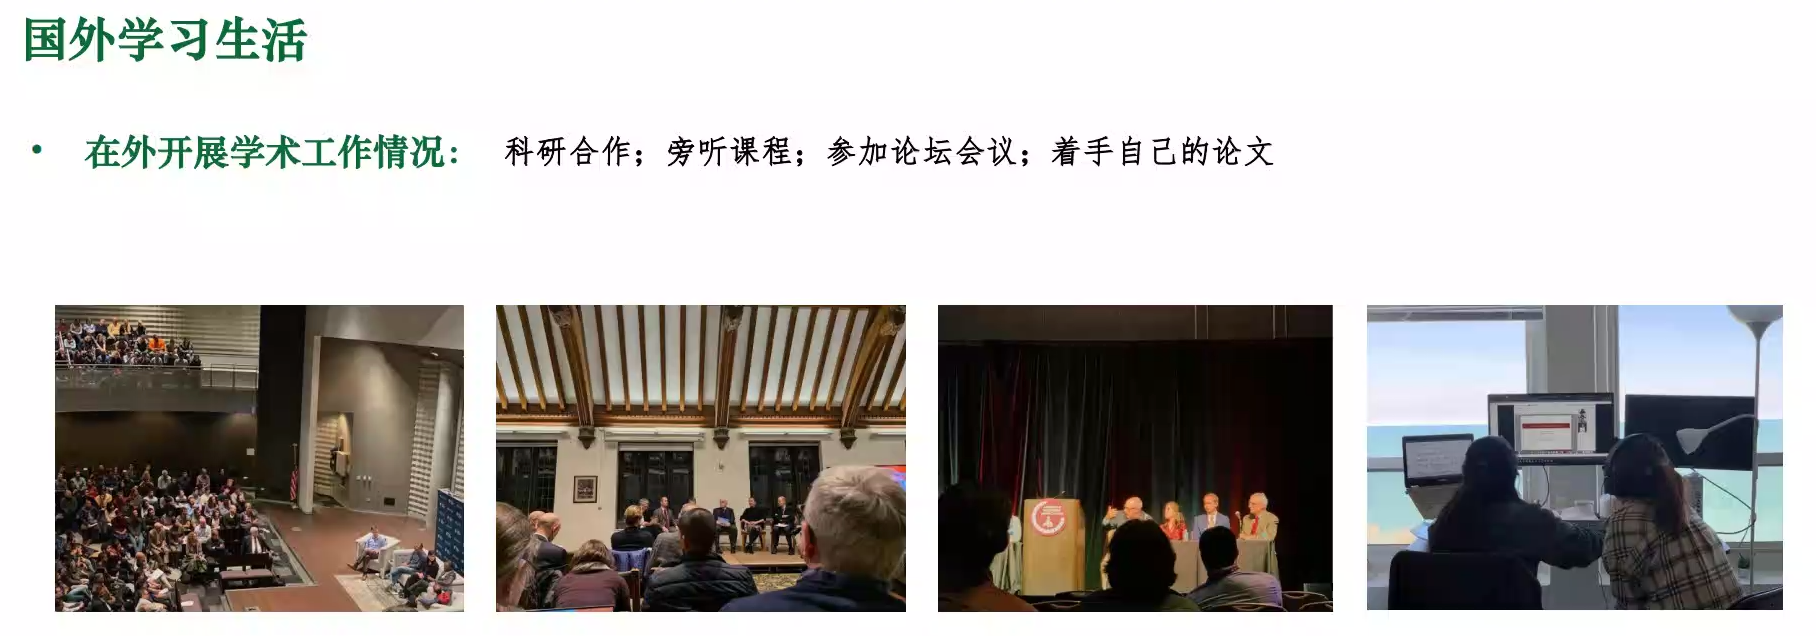 国外学习生活
• 在外开展学术工作情况： 科研合作；旁听课程；参加论坛会议；着手自己的论文